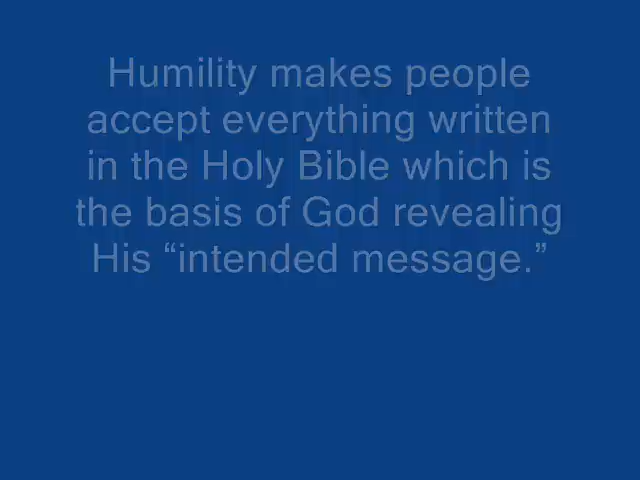 Humility makes people
accept everything written
in the Holy Bible which is
the basis of God revealing
His “intended message.”